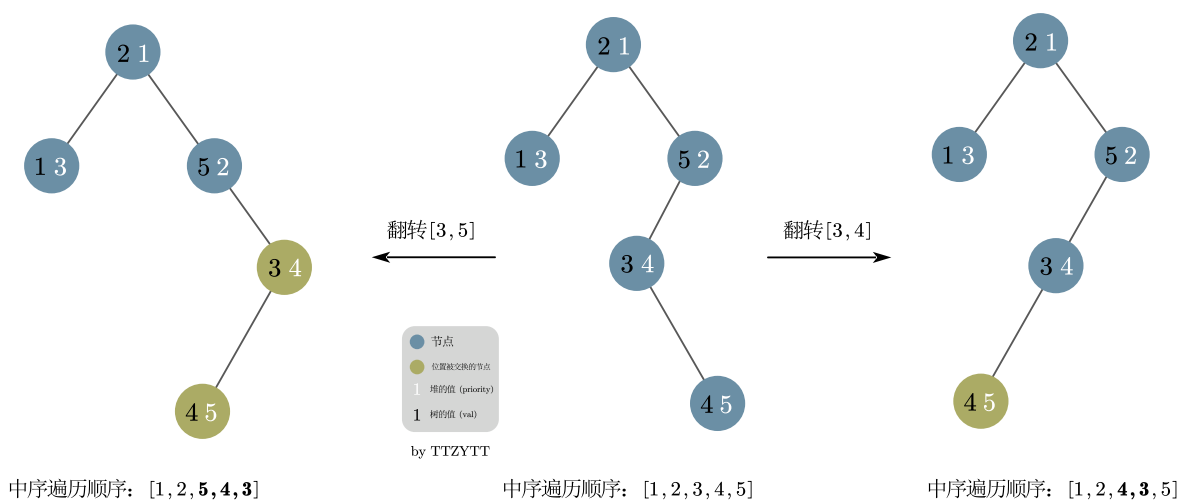 2 1
2 1
2 1
1 3
5 2
1 3
5 2
1 3
5 2
翻转[3, 5]
翻转[3, 4]
3 4
3 4
3 4
节点
位置被交换的节点
1 堆的值 (priority)
1 树的值 (val)
4 5
4 5
4 5
by TTZYTT
中序遍历顺序：[1, 2, 5, 4, 3]
中序遍历顺序：[1, 2, 3, 4, 5]
中序遍历顺序：[1, 2, 4, 3, 5]